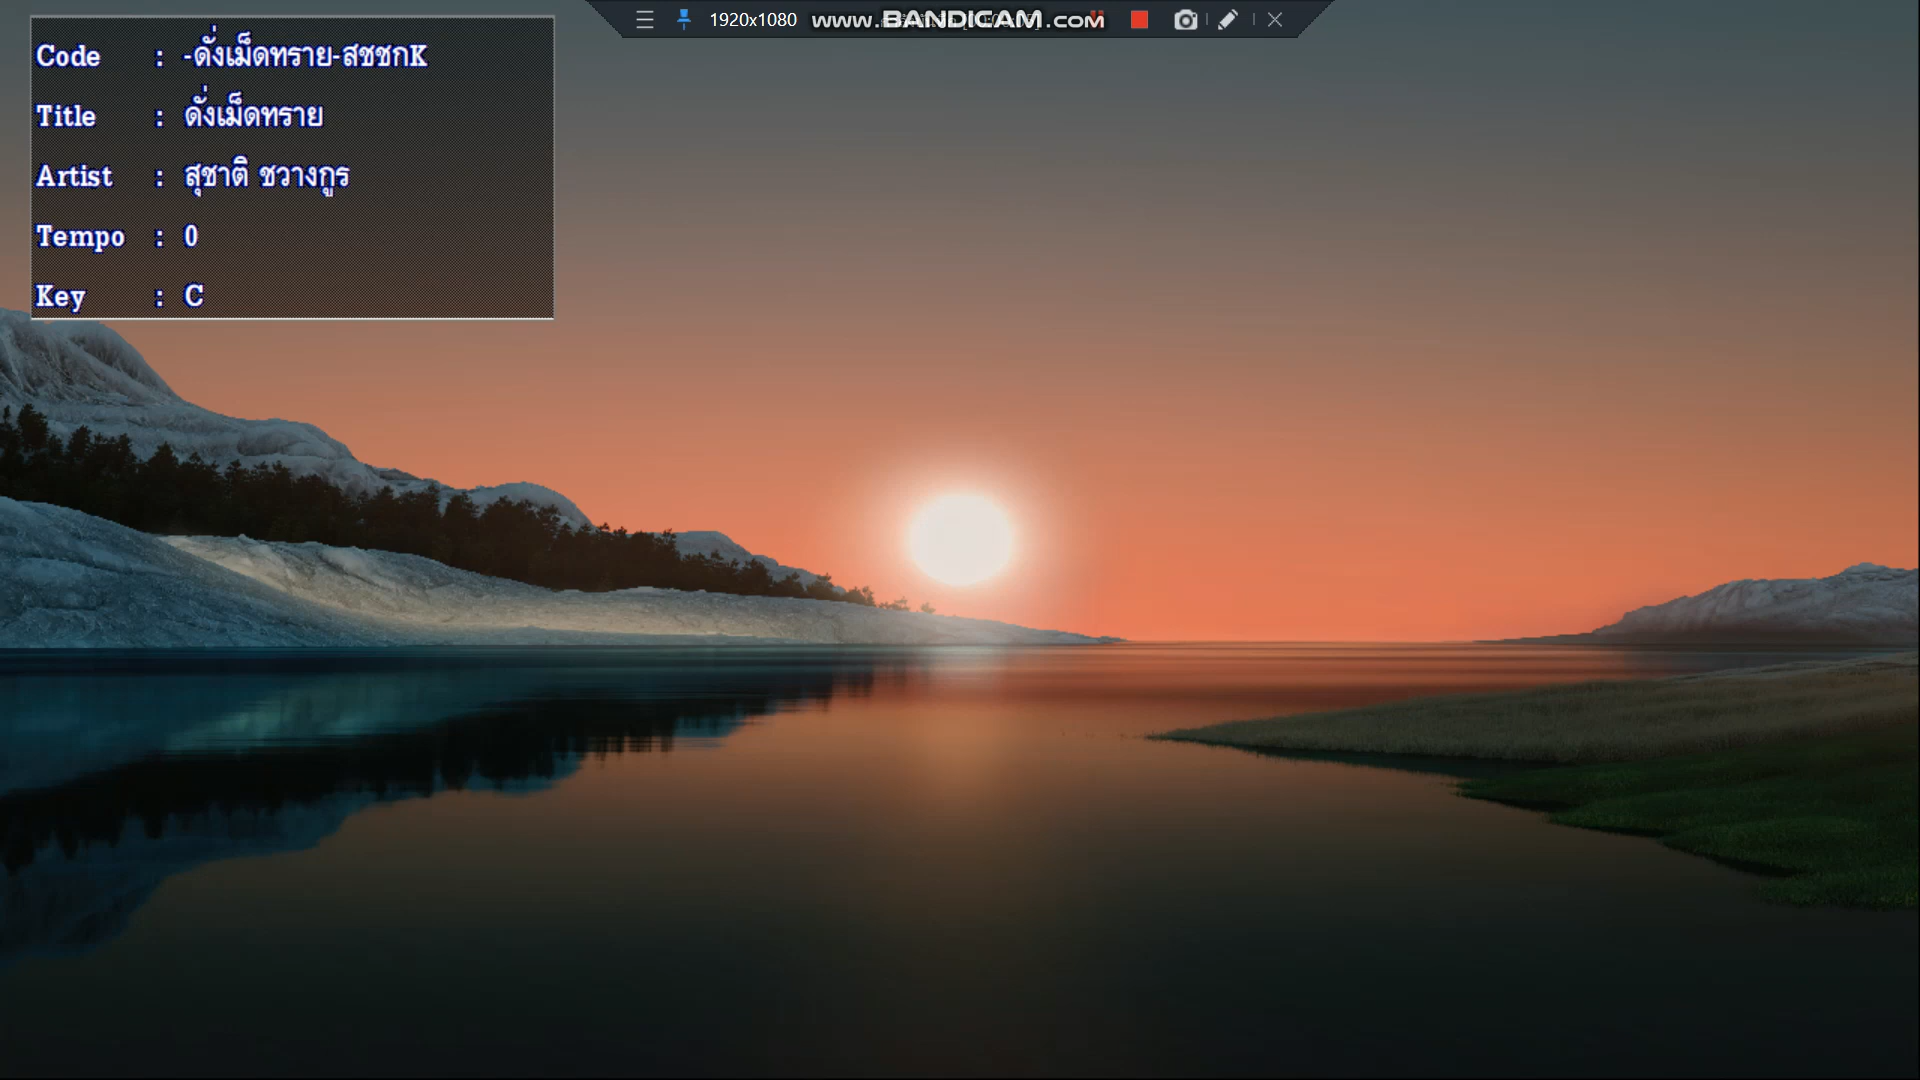 1920x1080 www.BANDICAM.com
Code : -ดั่งเม็ดทราย-สชชกK
Title : ดั่งเม็ดทราย
Artist : สุชาติ ชวางกูร
Tempo : 0
Key : C